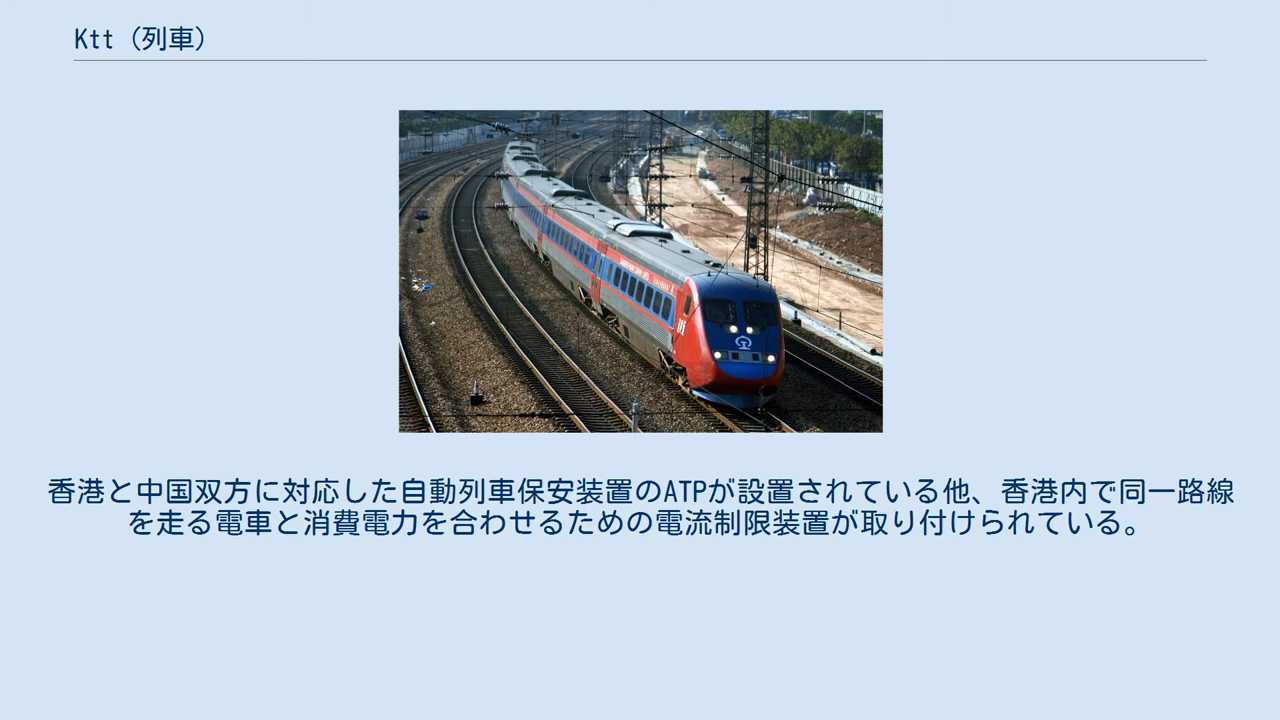 Ktt（列車）
香港と中国双方に対応した自動列車保安装置のATPが設置されている他、香港内で同一路線
を走る電車と消費電力を合わせるための電流制限装置が取り付けられている。